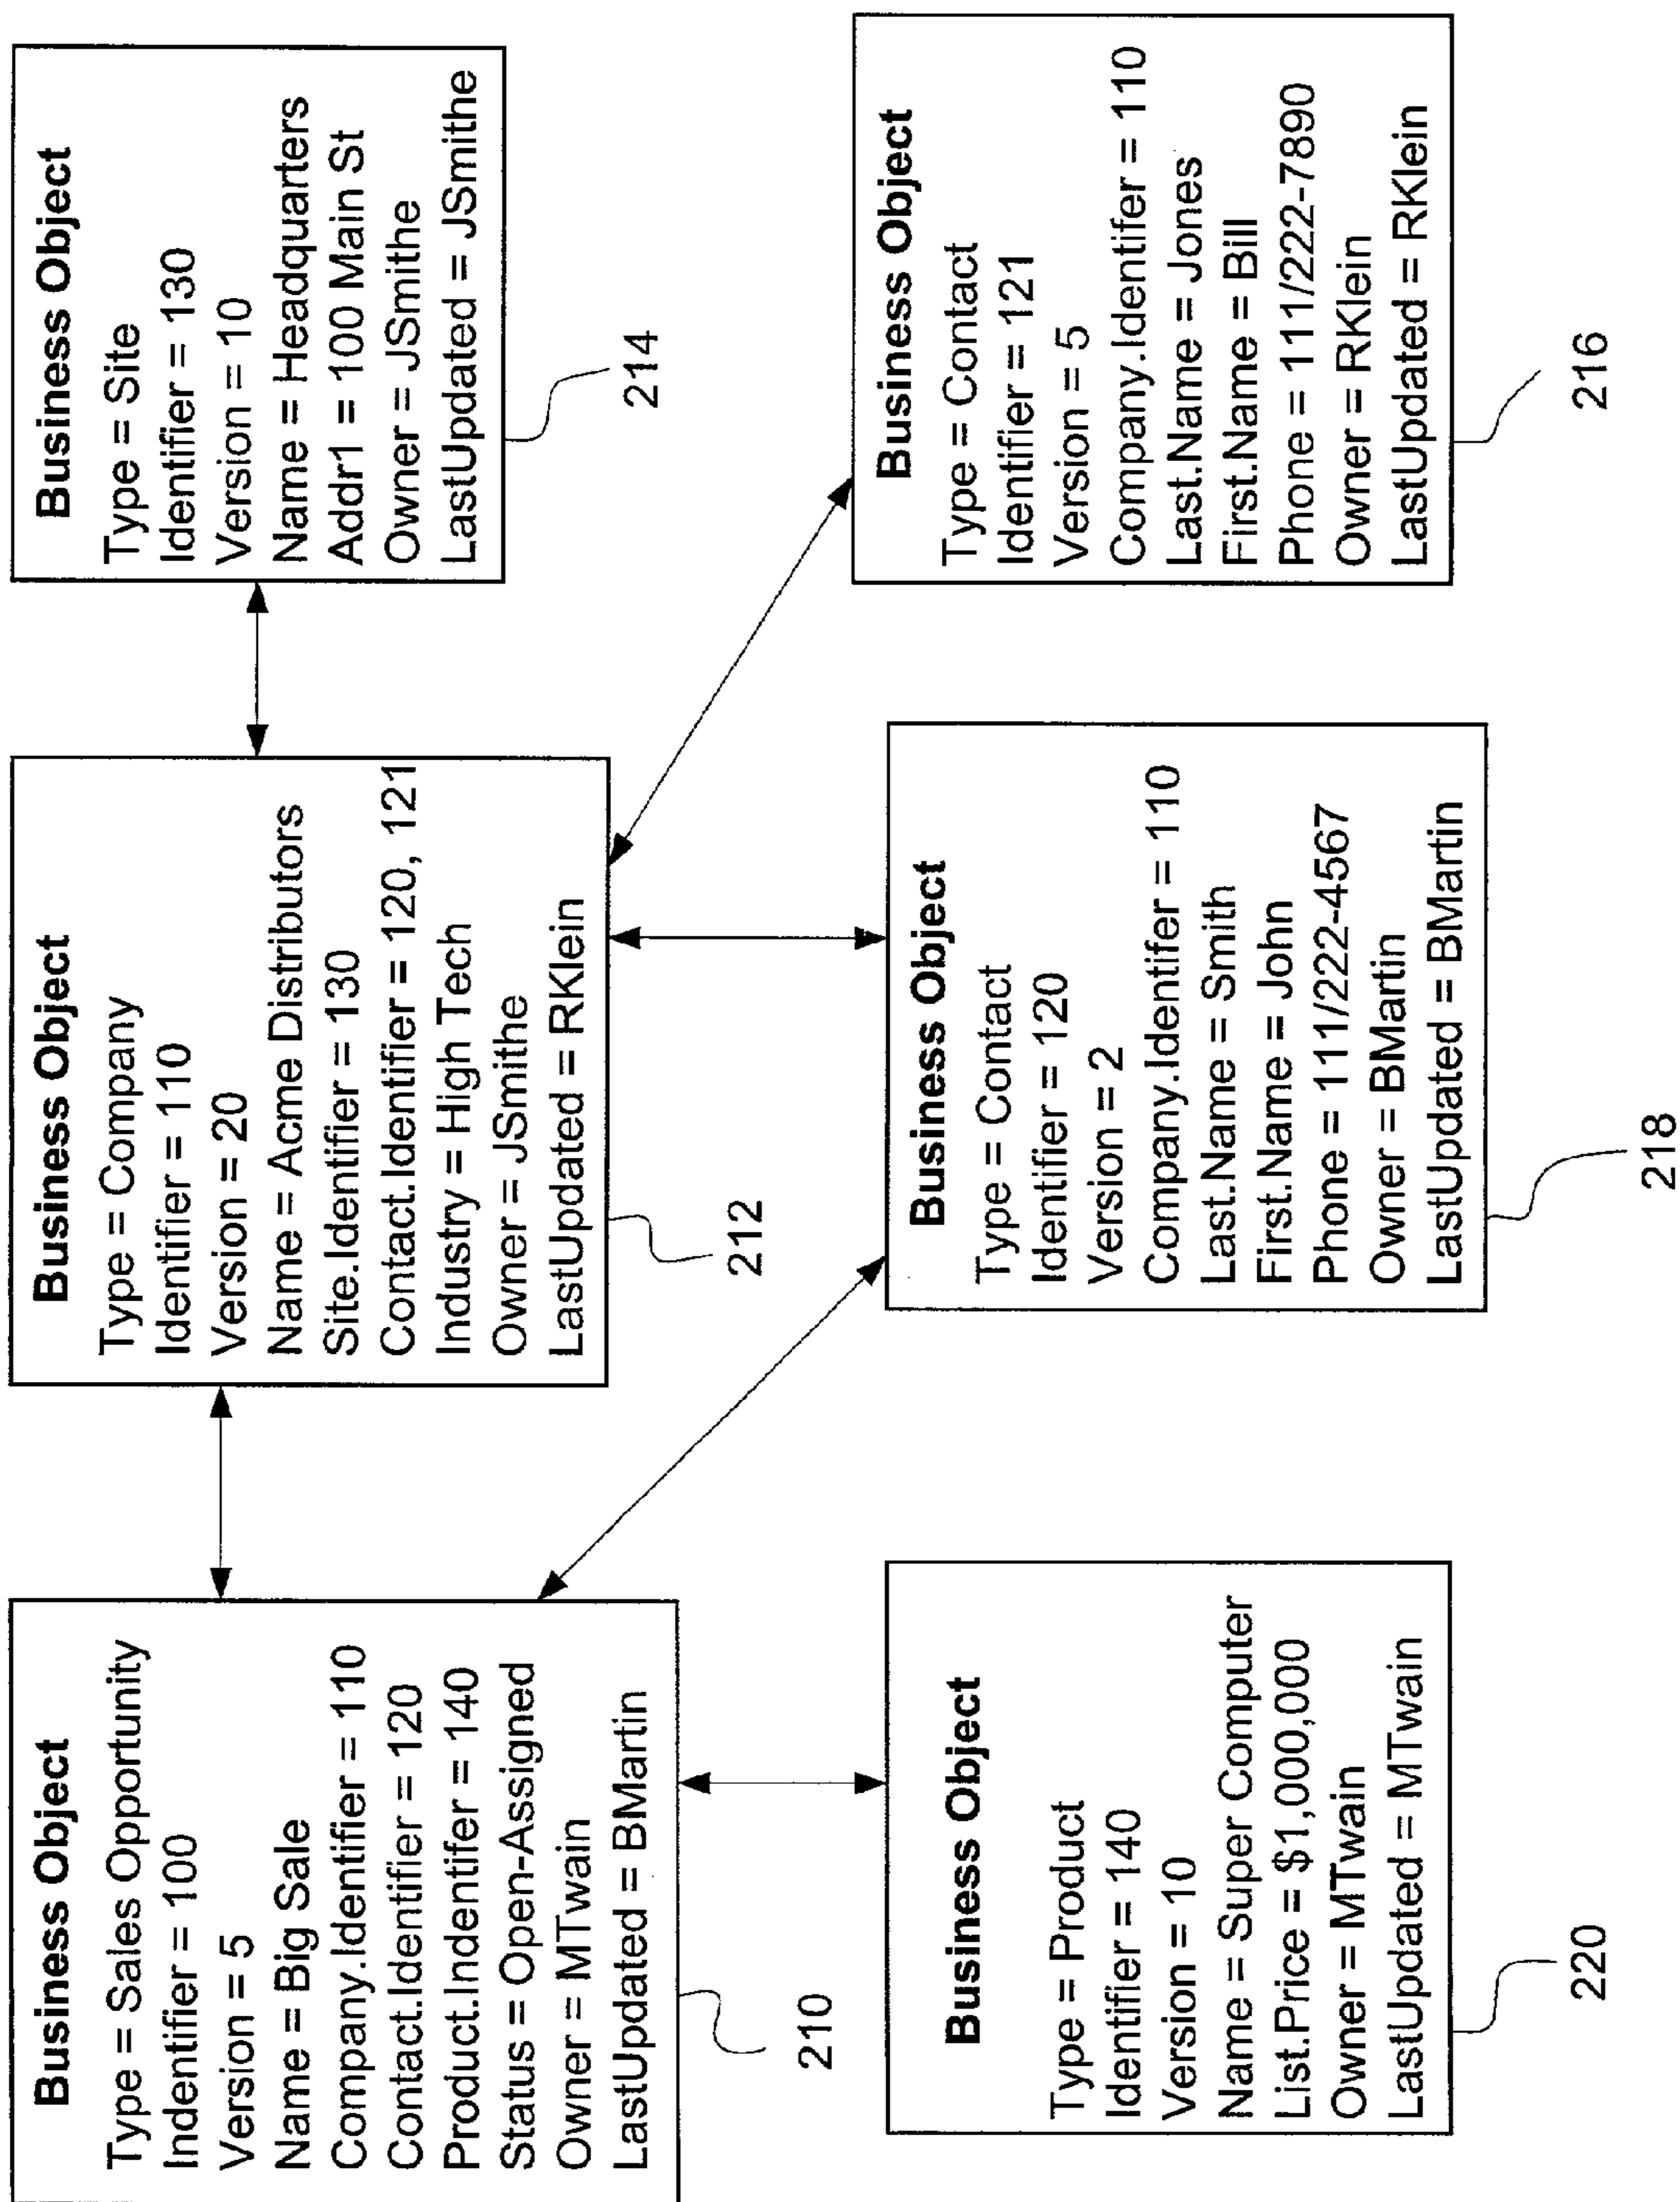 Business Object
Type = Sales Opportunity
Indentifier = 100
Version = 5
Name = Big Sale
Company.Identifier = 110
Contact.Identifier = 120
Product.Indentifer = 140
Status = Open-Assigned
Owner = MTwain
LastUpdated = BMartin
210
Business Object
Type = Company
Identifier = 110
Version = 20
Name = Acme Distributors
Site.Identifier = 130
Contact.Identifier = 120, 121
Industry = High Tech
Owner = JSmithe
LastUpdated = RKlein
212
Business Object
Type = Site
Identifier = 130
Version = 10
Name = Headquarters
Addr1 = 100 Main St
Owner = JSmithe
LastUpdated = JSmithe
214
Business Object
Type = Product
Identifier = 140
Version = 10
Name = Super Computer
List.Price = $1,000,000
Owner = MTwain
LastUpdated = MTwain
220
Business Object
Type = Contact
Identifier = 120
Version = 2
Company.Identifer = 110
Last.Name = Smith
First.Name = John
Phone = 111/222-4567
Owner = BMartin
LastUpdated = BMartin
218
Business Object
Type = Contact
Identifier = 121
Version = 5
Company.Identifer = 110
Last.Name = Jones
First.Name = Bill
Phone = 111/222-7890
Owner = RKlein
LastUpdated = RKlein
216